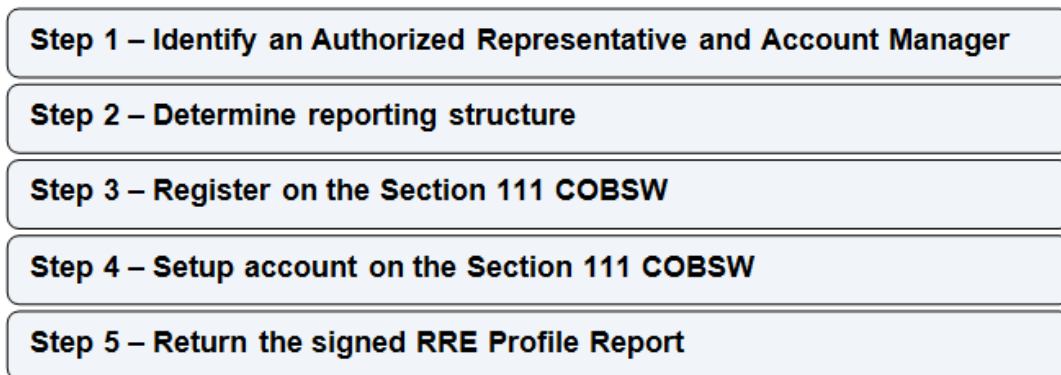 Step 1 – Identify an Authorized Representative and Account Manager
Step 2 – Determine reporting structure
Step 3 – Register on the Section 111 COBSW
Step 4 – Setup account on the Section 111 COBSW
Step 5 – Return the signed RRE Profile Report